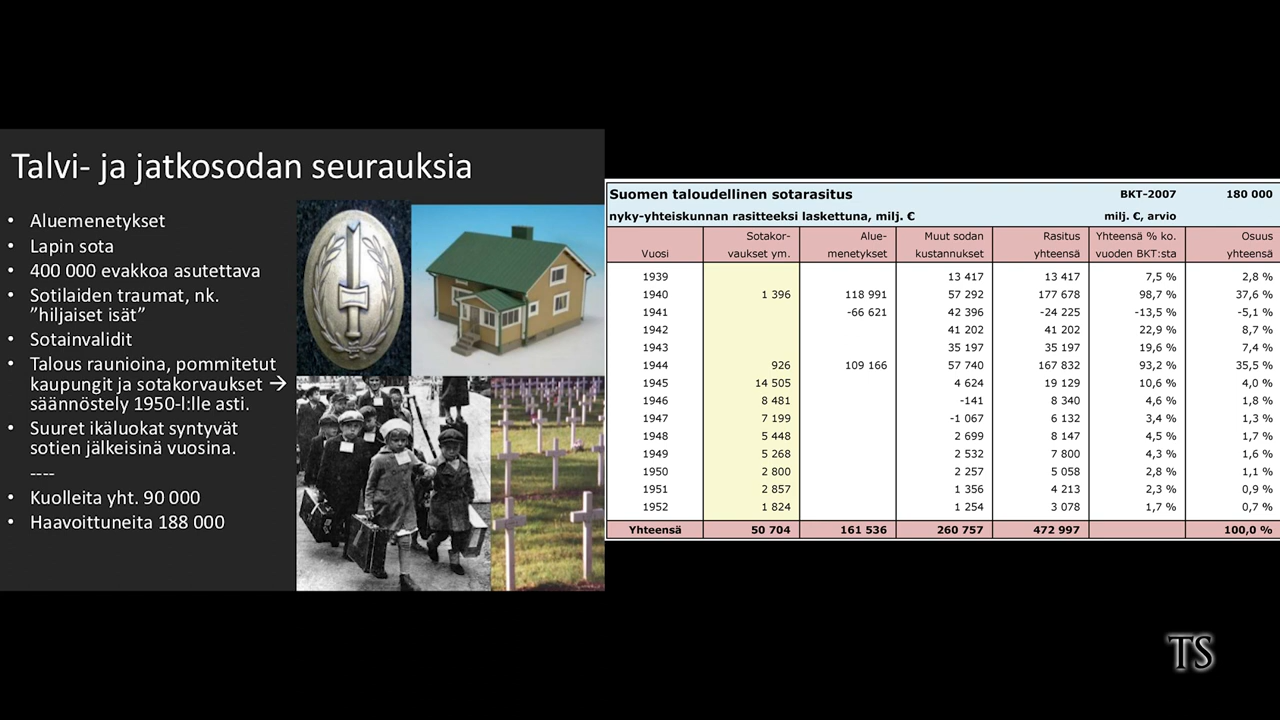 Talvi- ja jatkosodan seurauksia
• Aluemenetykset
• Lapin sota
• 400 000 evakkoa asutettava
• Sotilaiden traumat, nk.
”hiljaiset isät”
• Sotainvalidit
• Talous raunioina, pommitetut
kaupungit ja sotakorvaukset →
säännöstely 1950-l:lle asti.
• Suuret ikäluokat syntyvät
sotien jälkeisinä vuosina.
----
• Kuolleita yht. 90 000
• Haavoittuneita 188 000
Suomen taloudellinen sotarasitus BKT-2007 180 000
nyky-yhteiskunnan rasitteeksi laskettuna, milj. € milj. €, arvio
Sotakor- Alue- Muut sodan Rasitus Yhteensä % ko. Osuus
Vuosi vaukset ym. menetykset kustannukset yhteensä vuoden BKT:sta yhteensä
1939 13 417 13 417 7,5 % 2,8 %
1940 1 396 118 991 57 292 177 678 98,7 % 37,6 %
1941 -66 621 42 396 -24 225 -13,5 % -5,1 %
1942 41 202 41 202 22,9 % 8,7 %
1943 35 197 35 197 19,6 % 7,4 %
1944 926 109 166 57 740 167 832 93,2 % 35,5 %
1945 14 505 4 624 19 129 10,6 % 4,0 %
1946 8 481 -141 8 340 4,6 % 1,8 %
1947 7 199 -1 067 6 132 3,4 % 1,3 %
1948 5 448 2 699 8 147 4,5 % 1,7 %
1949 5 268 2 532 7 800 4,3 % 1,6 %
1950 2 800 2 257 5 058 2,8 % 1,1 %
1951 2 857 1 356 4 213 2,3 % 0,9 %
1952 1 824 1 254 3 078 1,7 % 0,7 %
Yhteensä 50 704 161 536 260 757 472 997 100,0 %
TS